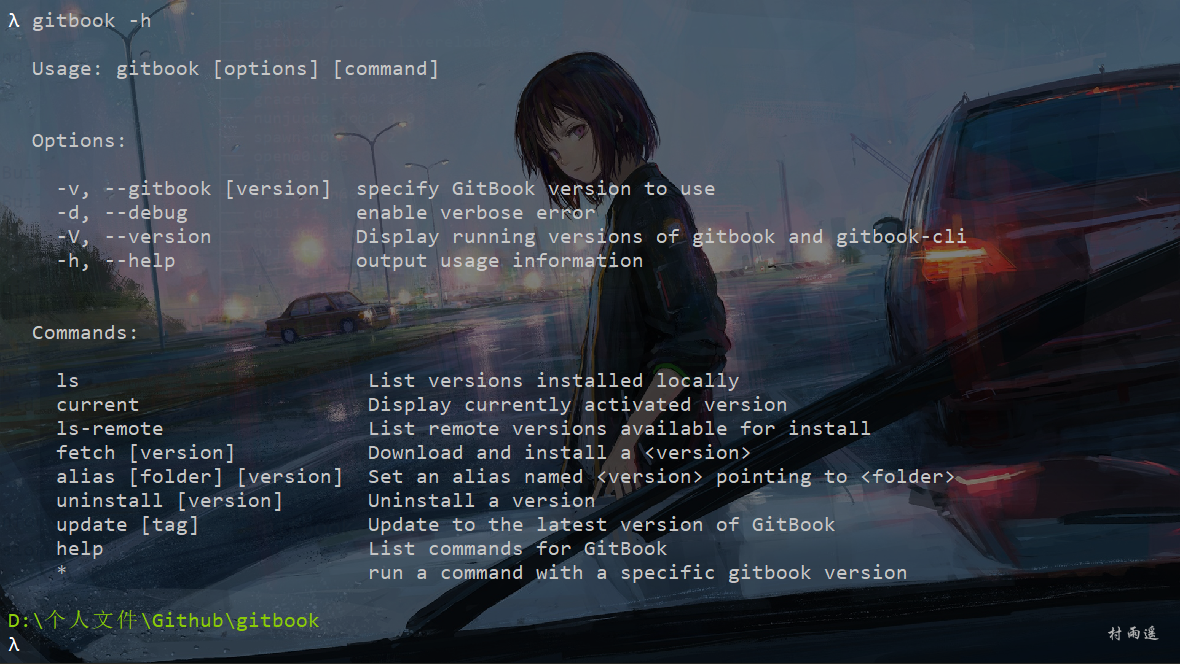 λ gitbook -h
Usage: gitbook [options] [command]
Options:
-v, --gitbook [version]  specify GitBook version to use
-d, --debug              enable verbose error
-V, --version            Display running versions of gitbook and gitbook-cli
-h, --help               output usage information
Commands:
ls                        List versions installed locally
current                   Display currently activated version
ls-remote                 List remote versions available for install
fetch [version]           Download and install a <version>
alias [folder] [version]  Set an alias named <version> pointing to <folder>
uninstall [version]       Uninstall a version
update [tag]              Update to the latest version of GitBook
help                      List commands for GitBook
*                         run a command with a specific gitbook version
D:\个人文件\Github\gitbook
λ
村雨遥